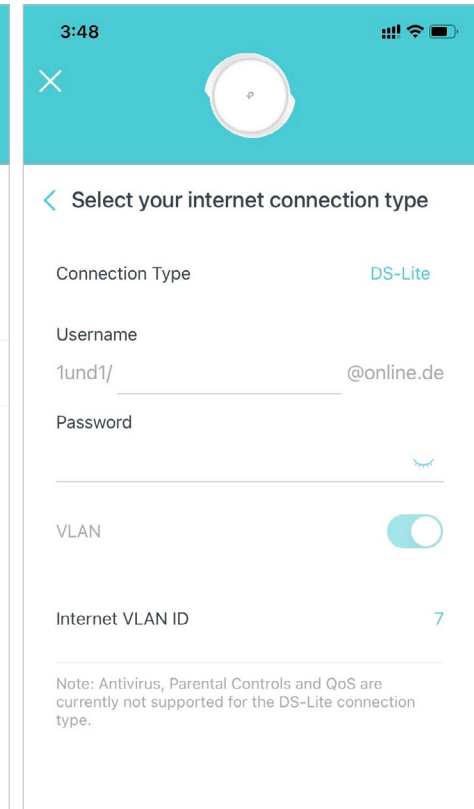 3:48
Select your internet connection type
Connection Type DS-Lite
Username
1und1/ @online.de
Password
VLAN
Internet VLAN ID 7
Note: Antivirus, Parental Controls and QoS are
currently not supported for the DS-Lite connection
type.